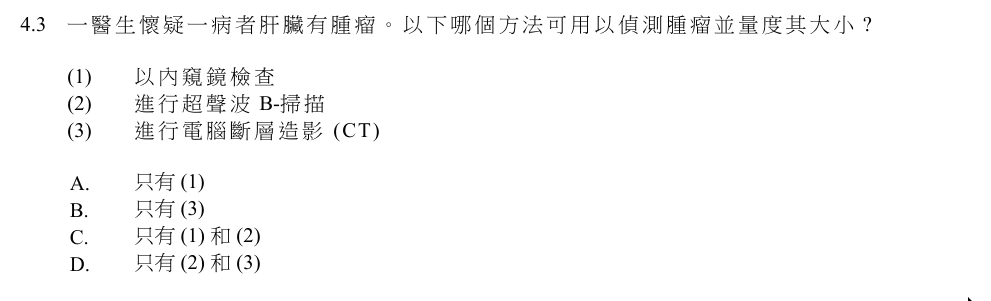 4.3 一醫生懷疑一病者肝臟有腫瘤。以下哪個方法可用以偵測腫瘤並量度其大小？
(1) 以內窺鏡檢查
(2) 進行超聲波 B-掃描
(3) 進行電腦斷層造影 (CT)
A. 只有 (1)
B. 只有 (3)
C. 只有 (1) 和 (2)
D. 只有 (2) 和 (3)